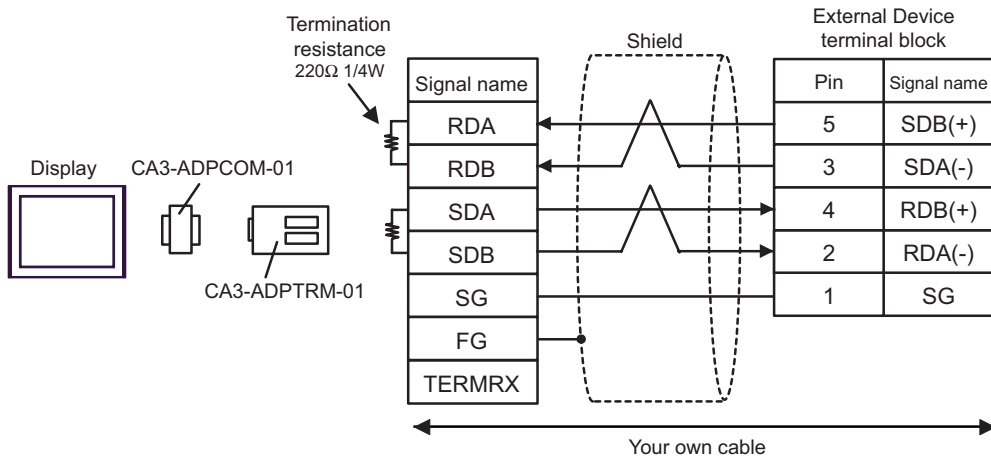 Termination
resistance
220Ω 1/4W
Shield
External Device
terminal block
Display
CA3-ADPCOM-01
CA3-ADPTRM-01
Signal name
RDA
RDB
SDA
SDB
SG
FG
TERMRX
Pin Signal name
5 SDB(+)
3 SDA(-)
4 RDB(+)
2 RDA(-)
1 SG
Your own cable